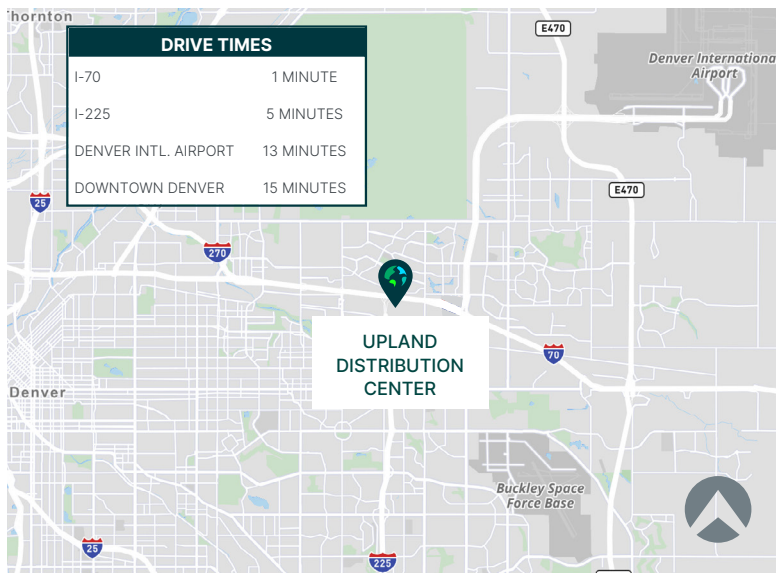 Thornton
E470
DRIVE TIMES
Denver Internationa
Airport
I-70 1 MINUTE
I-225 5 MINUTES
DENVER INTL. AIRPORT 13 MINUTES
DOWNTOWN DENVER 15 MINUTES
E470
25
270
UPLAND
DISTRIBUTION
CENTER
70
Denver
Buckley Space
Force Base
25
225